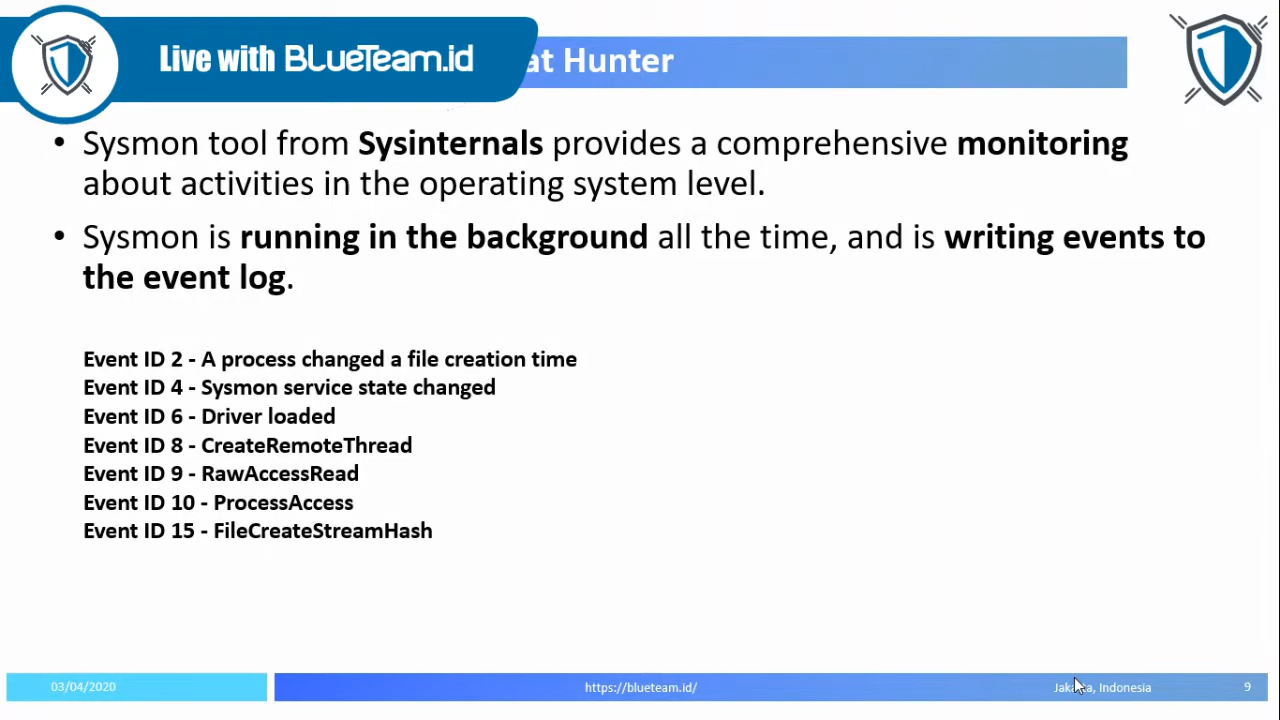 Live with BLUeTeam.id
at Hunter
• Sysmon tool from Sysinternals provides a comprehensive monitoring
about activities in the operating system level.
• Sysmon is running in the background all the time, and is writing events to
the event log.
Event ID 2 - A process changed a file creation time
Event ID 4 - Sysmon service state changed
Event ID 6 - Driver loaded
Event ID 8 - CreateRemoteThread
Event ID 9 - RawAccessRead
Event ID 10 - ProcessAccess
Event ID 15 - FileCreateStreamHash
03/04/2020
https://blueteam.id/
Jakarta, Indonesia
9